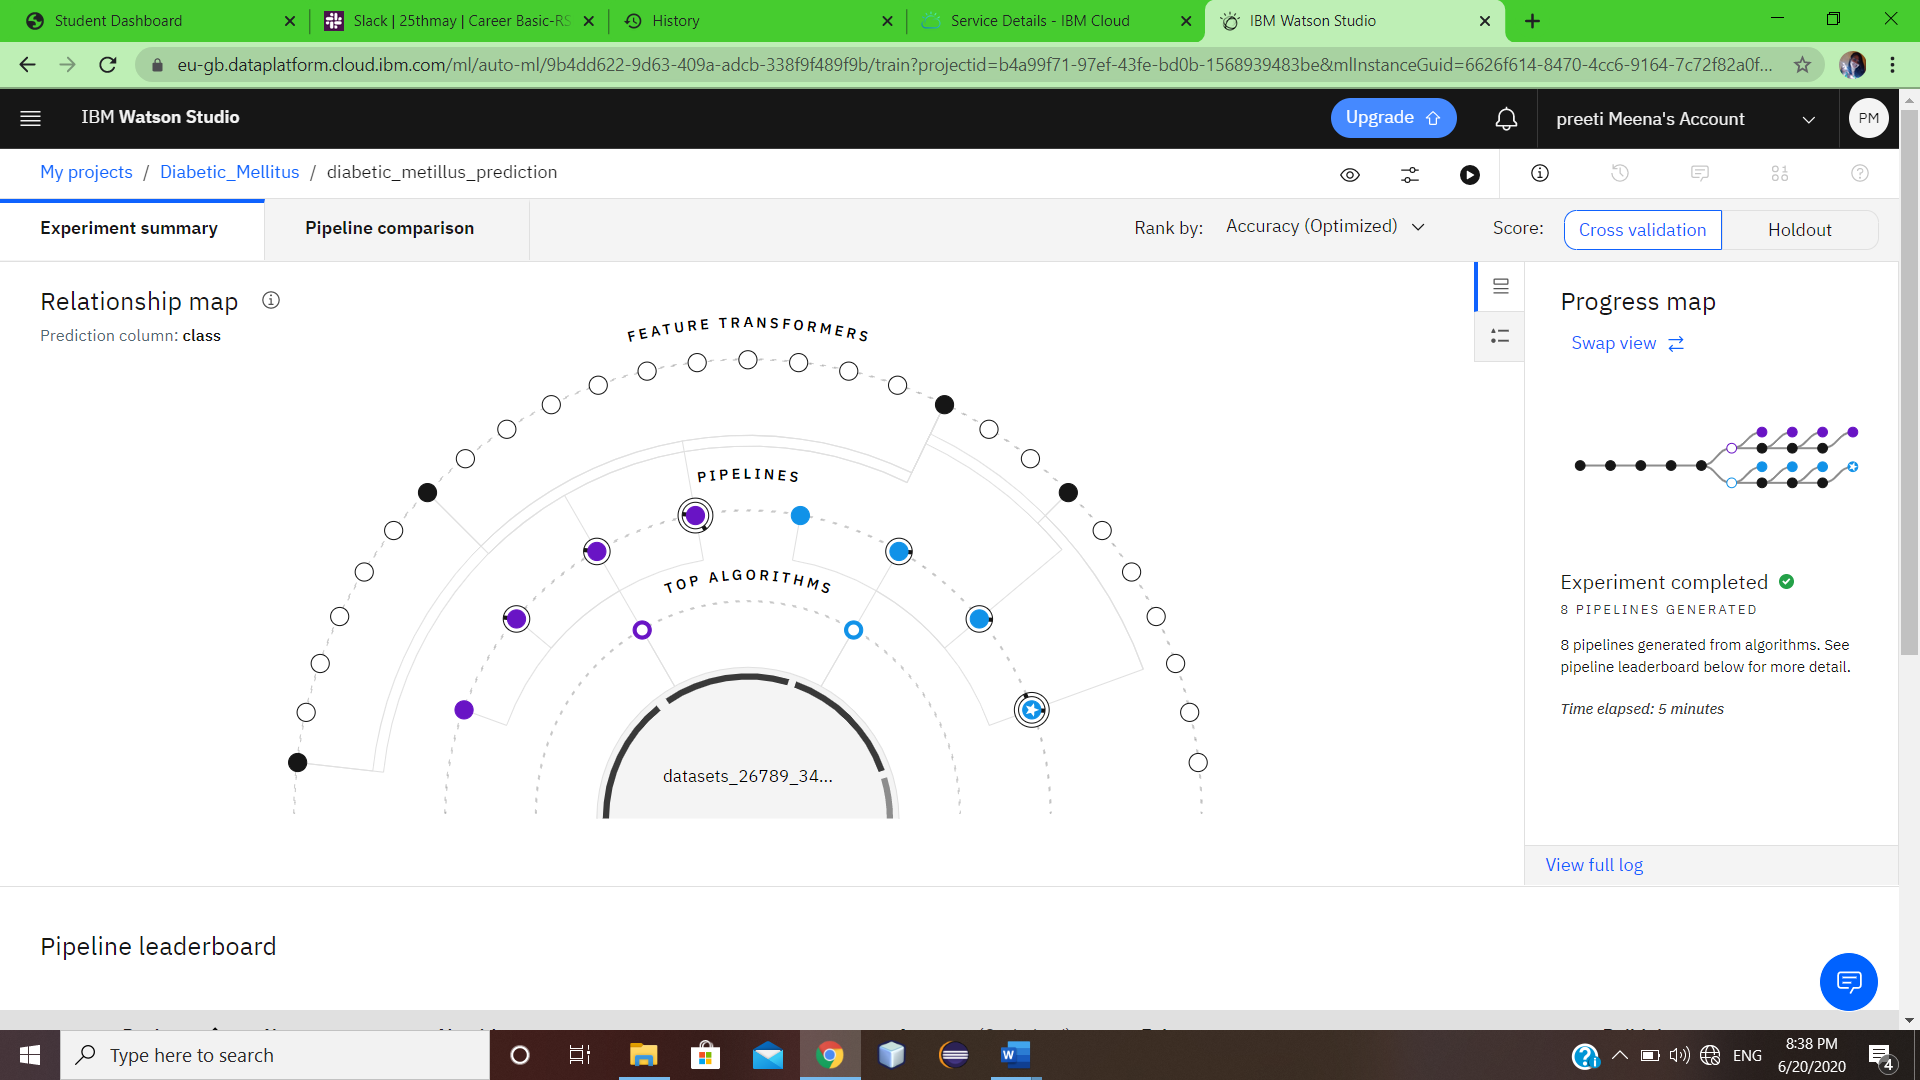 Student Dashboard
Slack | 25thmay | Career Basic-RS
History
Service Details - IBM Cloud
IBM Watson Studio
eu-gb.dataplatform.cloud.ibm.com/ml/auto-ml/9b4dd622-9d63-409a-adcb-338f9f489f9b/train?projectid=b4a99f71-97ef-43fe-bd0b-1568939483be&mlInstanceGuid=6626f614-8470-4cc6-9164-7c72f82a0f...
IBM Watson Studio
Upgrade
preeti Meena's Account
PM
My projects / Diabetic_Mellitus / diabetic_metillus_prediction
Experiment summary
Pipeline comparison
Rank by: Accuracy (Optimized)
Score: Cross validation Holdout
Relationship map
Prediction column: class
FEATURE TRANSFORMERS
PIPELINES
TOP ALGORITHMS
datasets_26789_34...
Progress map
Swap view
Experiment completed
8 PIPELINES GENERATED
8 pipelines generated from algorithms. See
pipeline leaderboard below for more detail.
Time elapsed: 5 minutes
View full log
Pipeline leaderboard
Type here to search
ENG
8:38 PM
6/20/2020
4